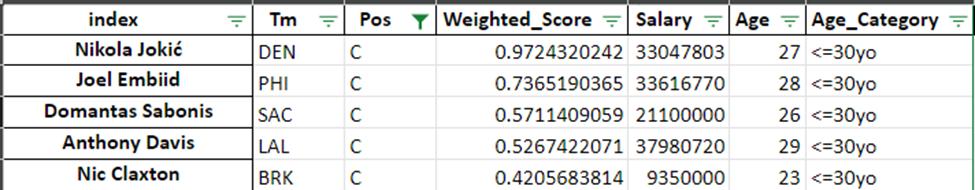 index Tm Pos Weighted_Score Salary Age Age_Category
Nikola Jokić DEN C 0.9724320242 33047803 27 <=30yo
Joel Embiid PHI C 0.7365190365 33616770 28 <=30yo
Domantas Sabonis SAC C 0.5711409059 21100000 26 <=30yo
Anthony Davis LAL C 0.5267422071 37980720 29 <=30yo
Nic Claxton BRK C 0.4205683814 9350000 23 <=30yo